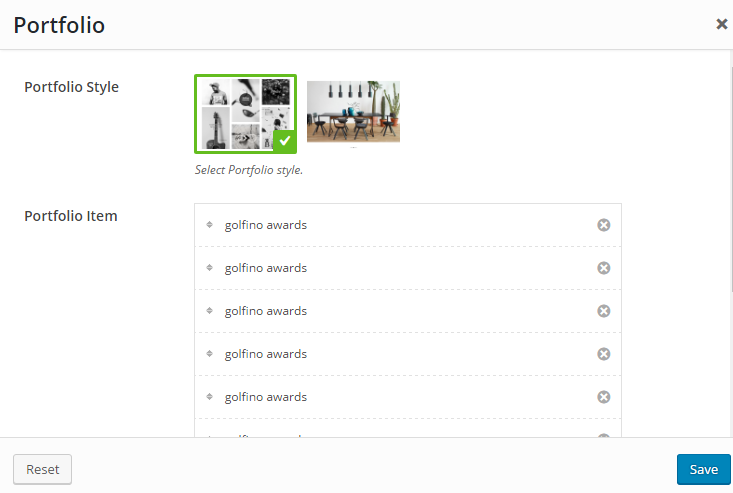 Portfolio
Portfolio Style
Select Portfolio style.
Portfolio Item
golfino awards
golfino awards
golfino awards
golfino awards
golfino awards
Reset
Save